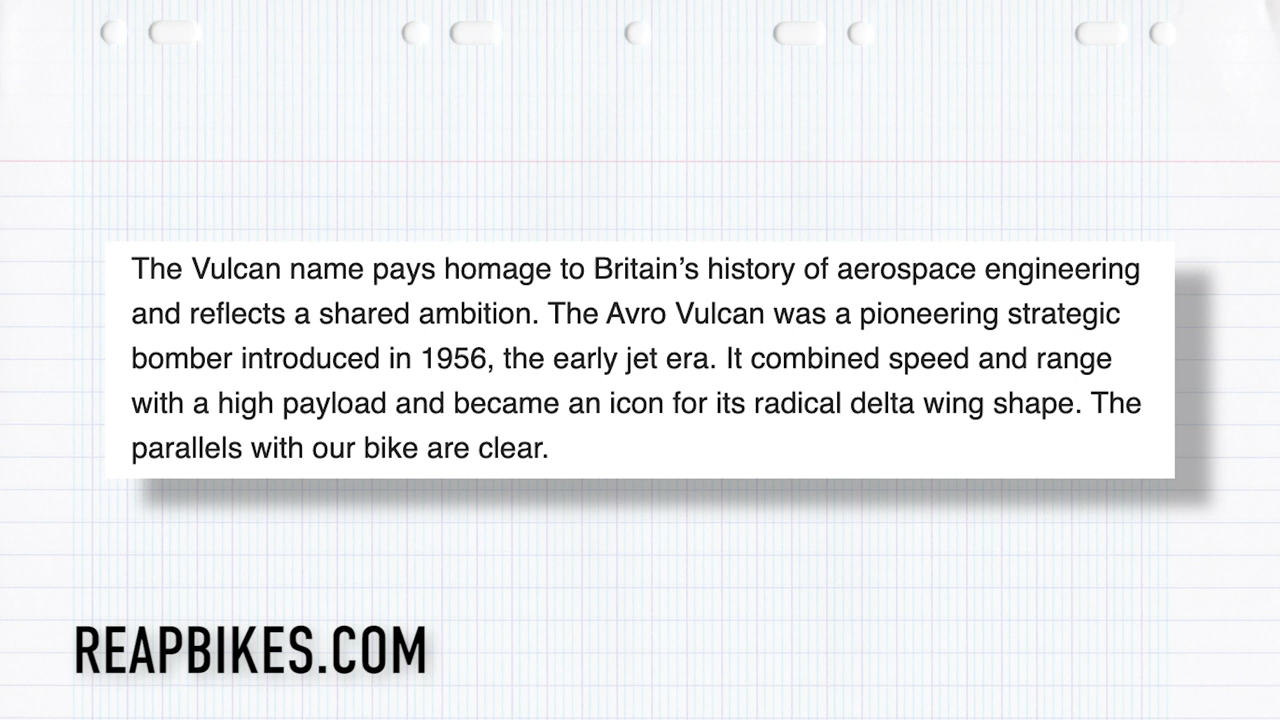 The Vulcan name pays homage to Britain’s history of aerospace engineering
and reflects a shared ambition. The Avro Vulcan was a pioneering strategic
bomber introduced in 1956, the early jet era. It combined speed and range
with a high payload and became an icon for its radical delta wing shape. The
parallels with our bike are clear.
REAPBIKES.COM